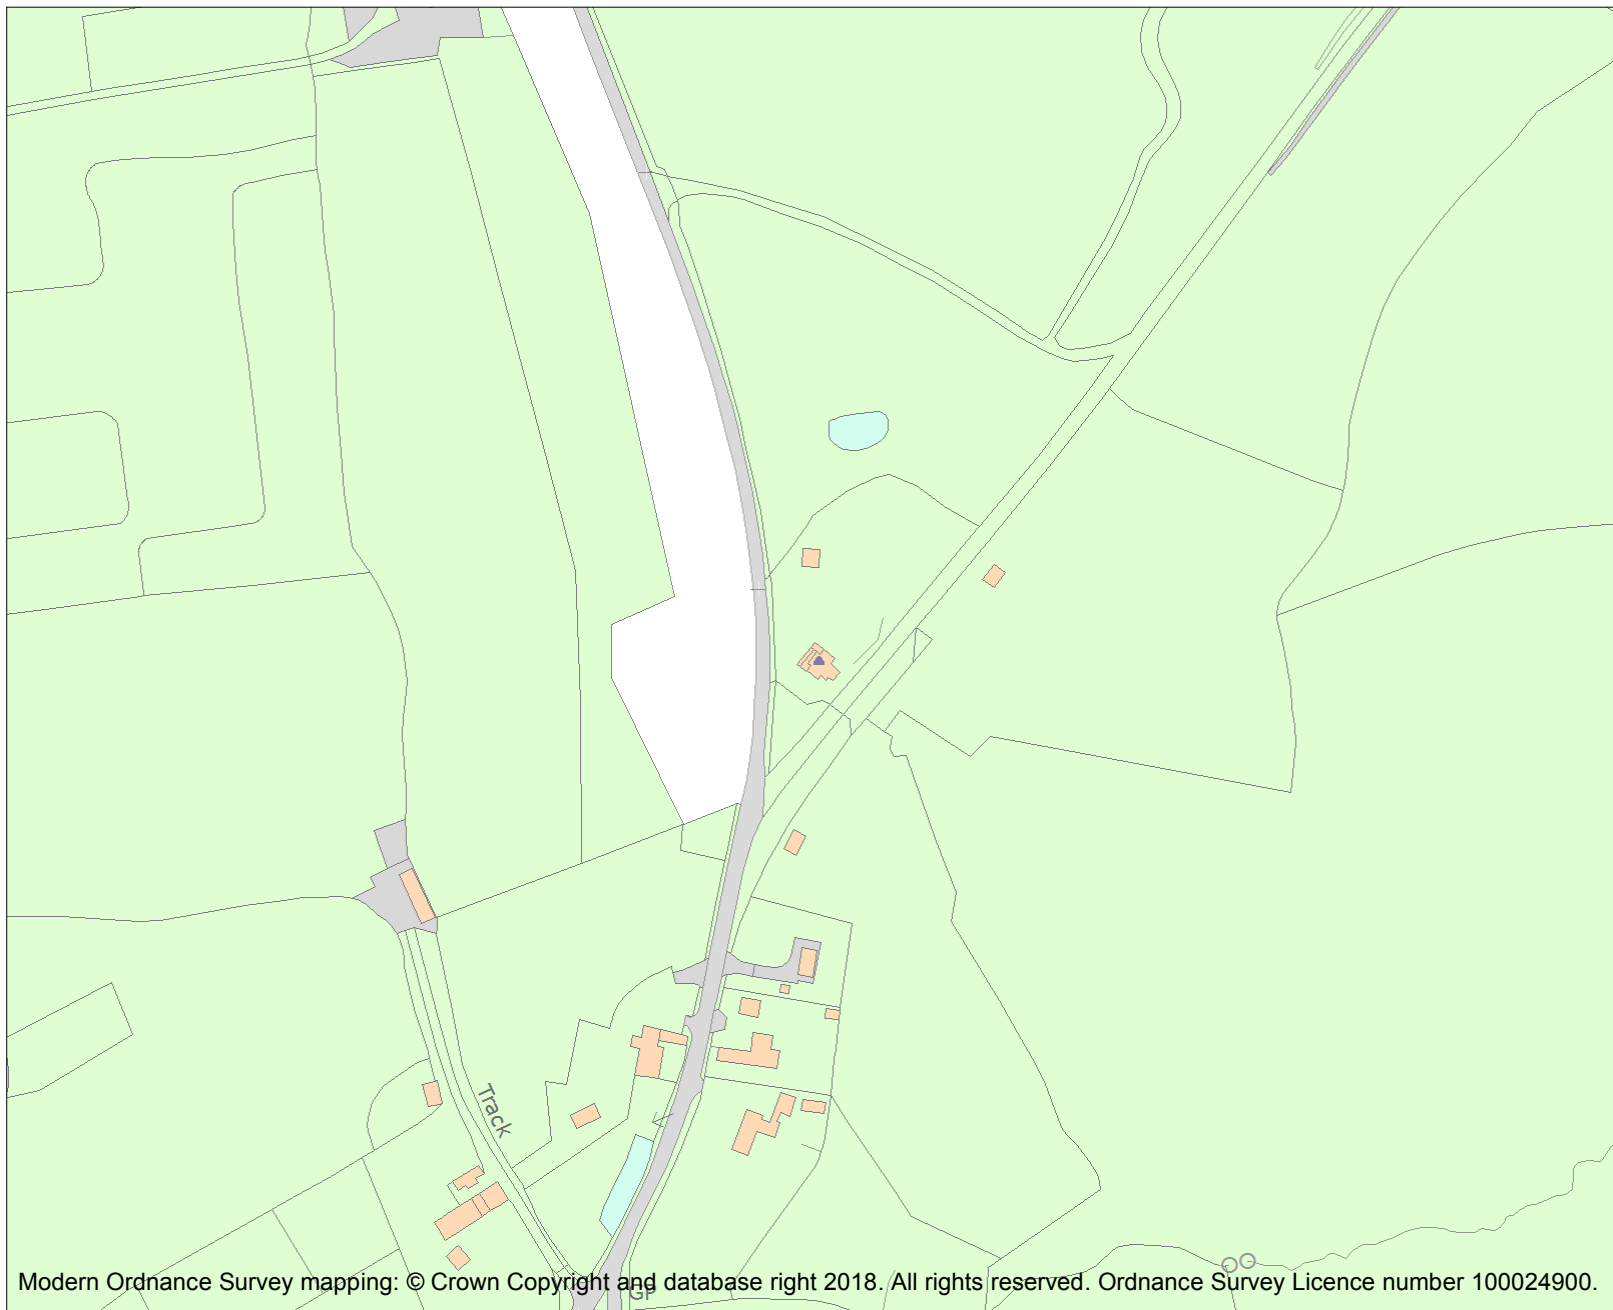 Track
GP
Modern Ordnance Survey mapping: © Crown Copyright and database right 2018. All rights reserved. Ordnance Survey Licence number 100024900.